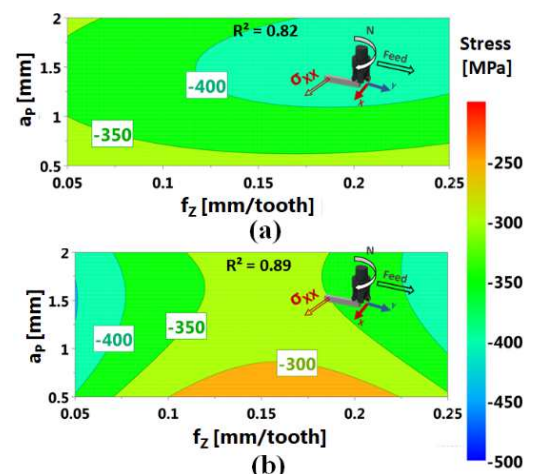 R² = 0.82
N
Feed
σXX
X
Y
-400
-350
aP [mm]
2
1.5
1
0.5
0.05
0.1
0.15
0.2
0.25
fZ [mm/tooth]
(a)
R² = 0.89
N
Feed
σXX
X
Y
-400
-350
-300
aP [mm]
2
1.5
1
0.5
0.05
0.1
0.15
0.2
0.25
fZ [mm/tooth]
(b)
Stress
[MPa]
-250
-300
-350
-400
-450
-500